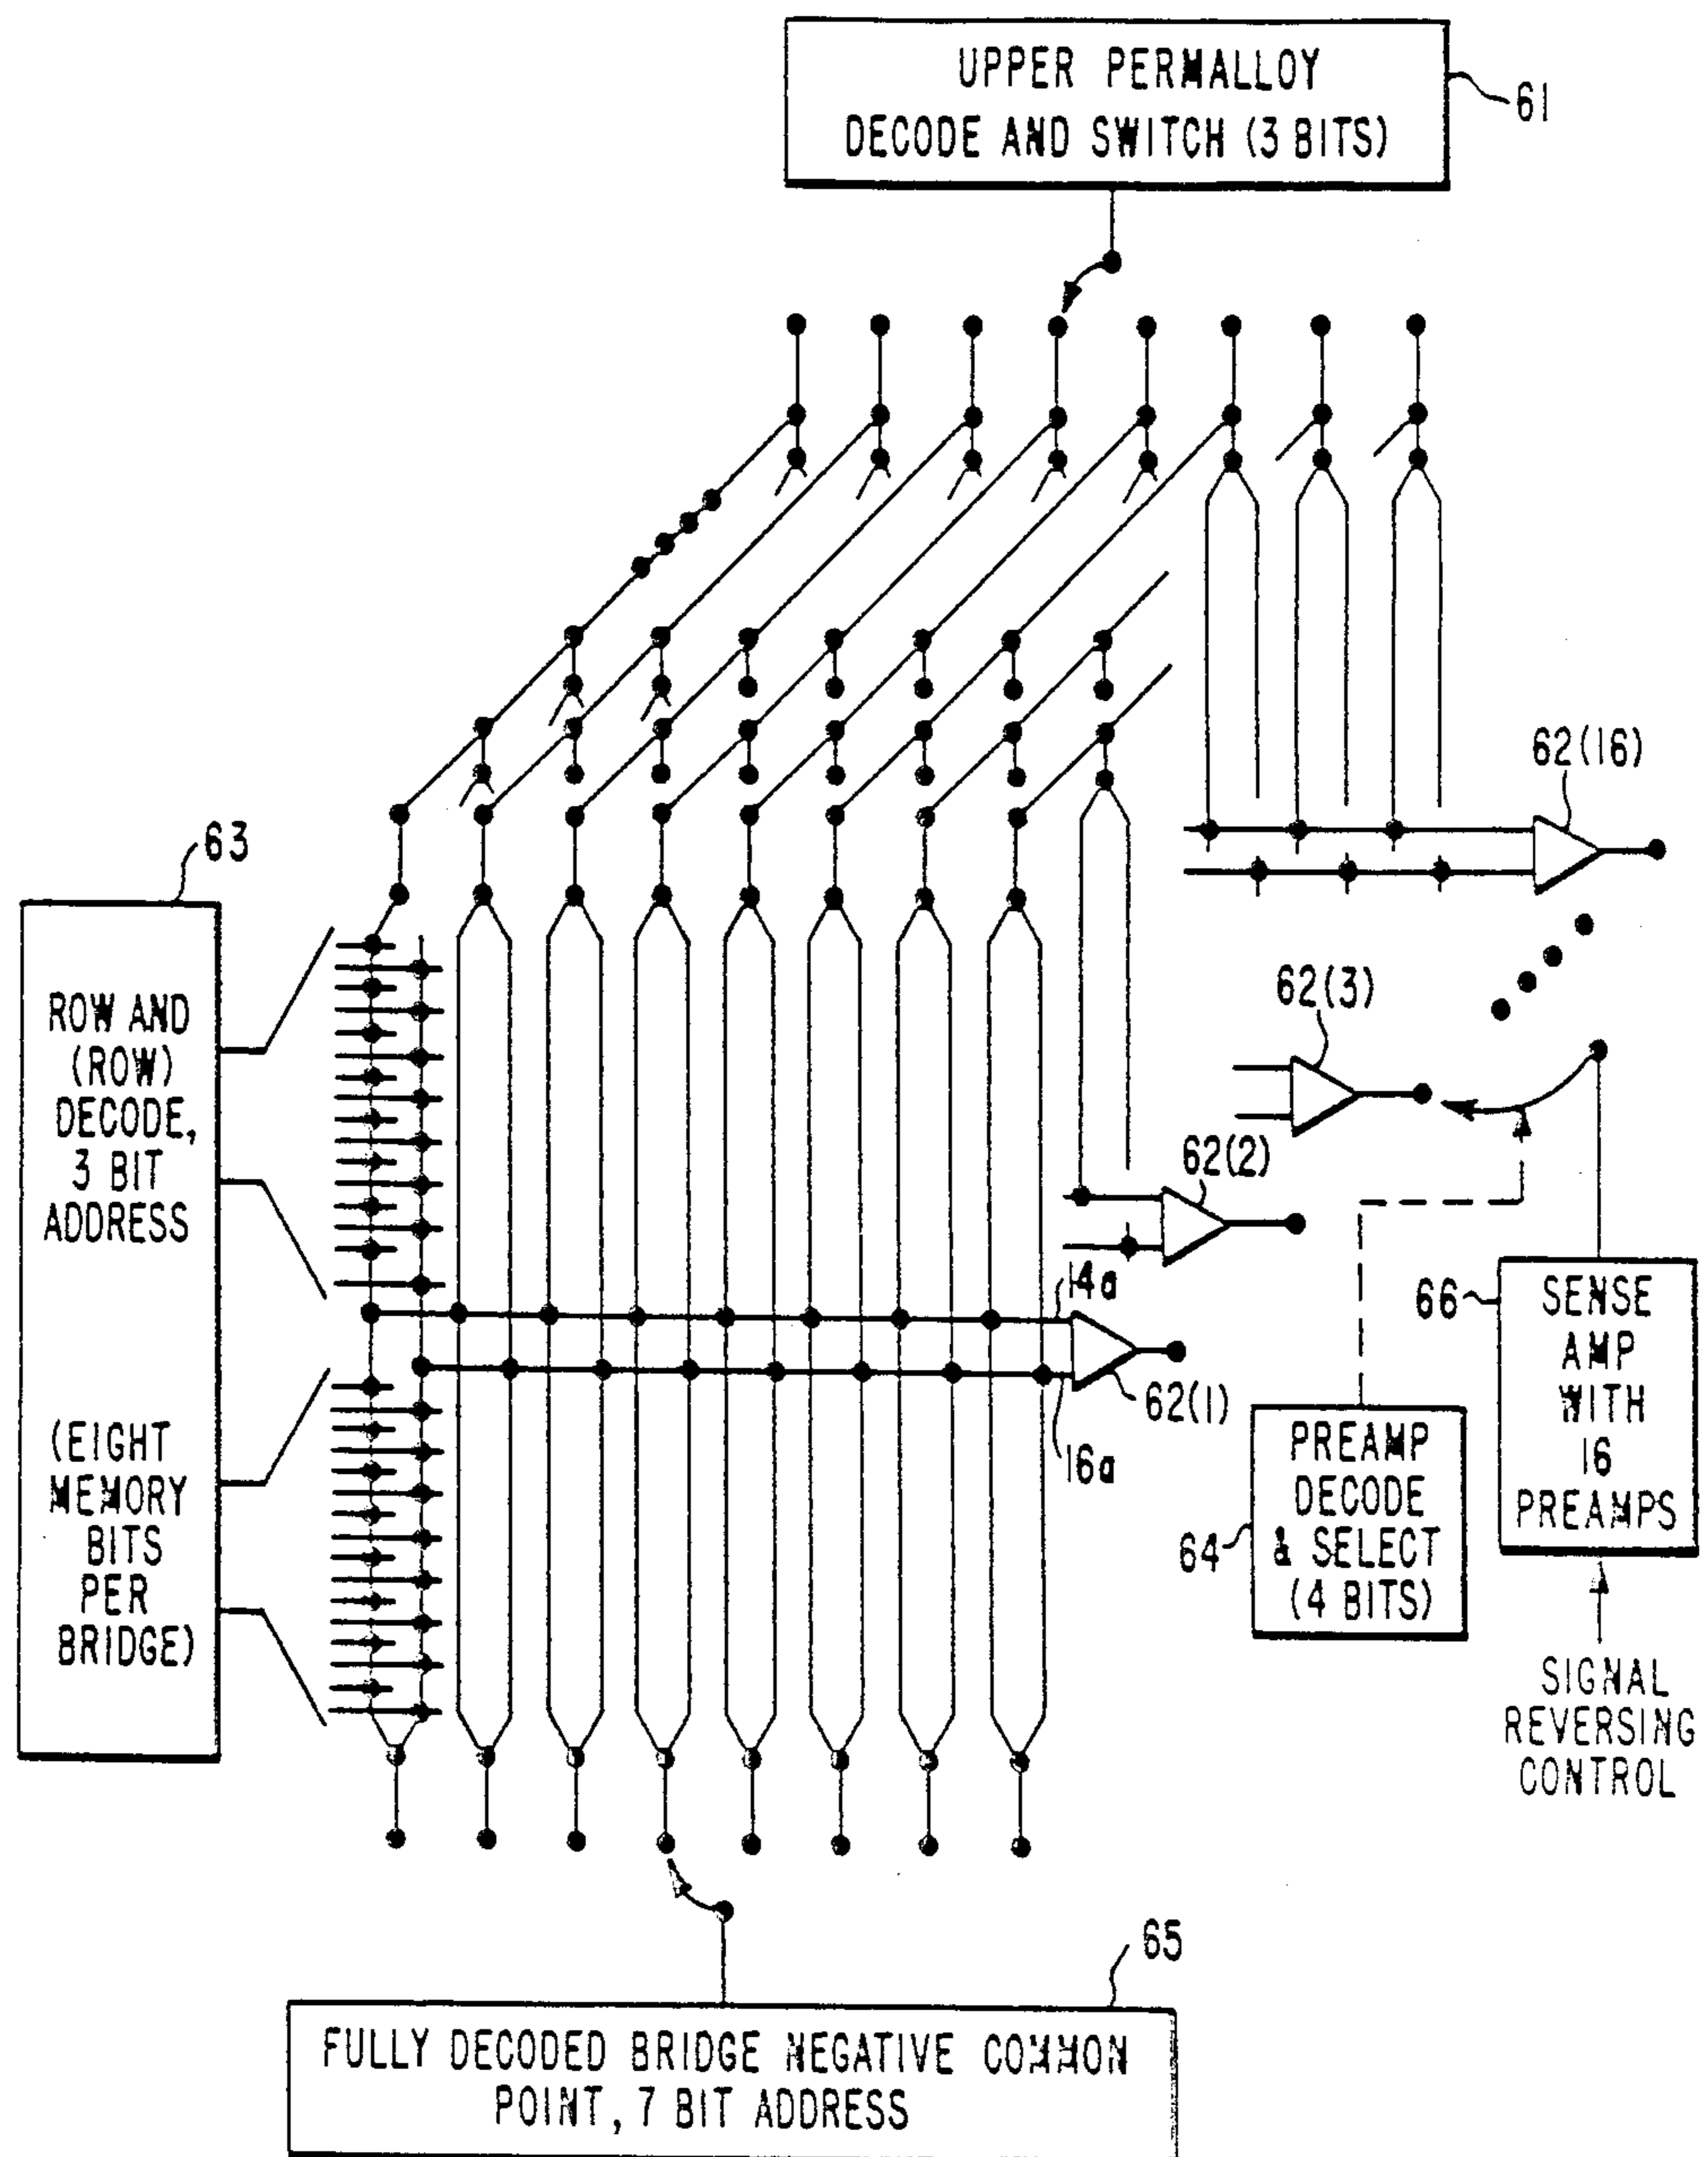 UPPER PERMALLOY
DECODE AND SWITCH (3 BITS)
61
62(16)
63
ROW AND
(ROW)
DECODE,
3 BIT
ADDRESS
(EIGHT
MEMORY
BITS
PER
BRIDGE)
62(3)
62(2)
14a
62(1)
16a
66
SENSE
AMP
WITH
16
PREAMPS
64
PREAMP
DECODE
& SELECT
(4 BITS)
SIGNAL
REVERSING
CONTROL
65
FULLY DECODED BRIDGE NEGATIVE COMMON
POINT, 7 BIT ADDRESS